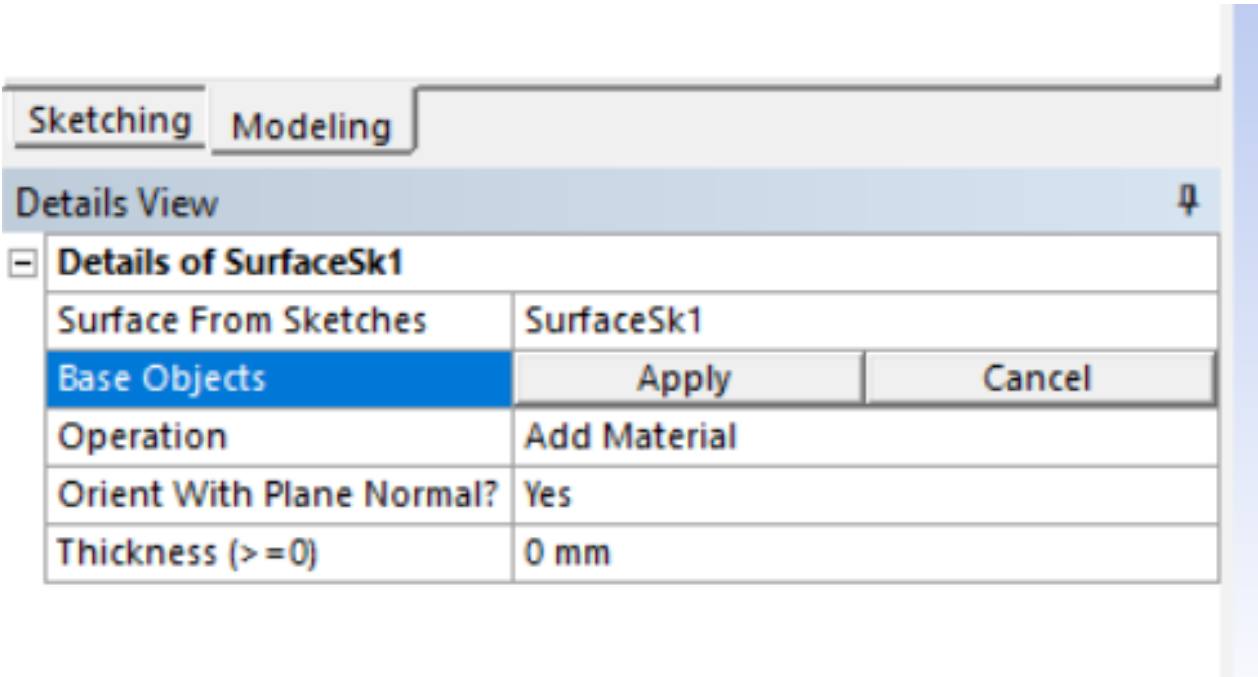 Sketching Modeling
Details View
Details of SurfaceSk1
Surface From Sketches SurfaceSk1
Base Objects Apply Cancel
Operation Add Material
Orient With Plane Normal? Yes
Thickness (>=0) 0 mm